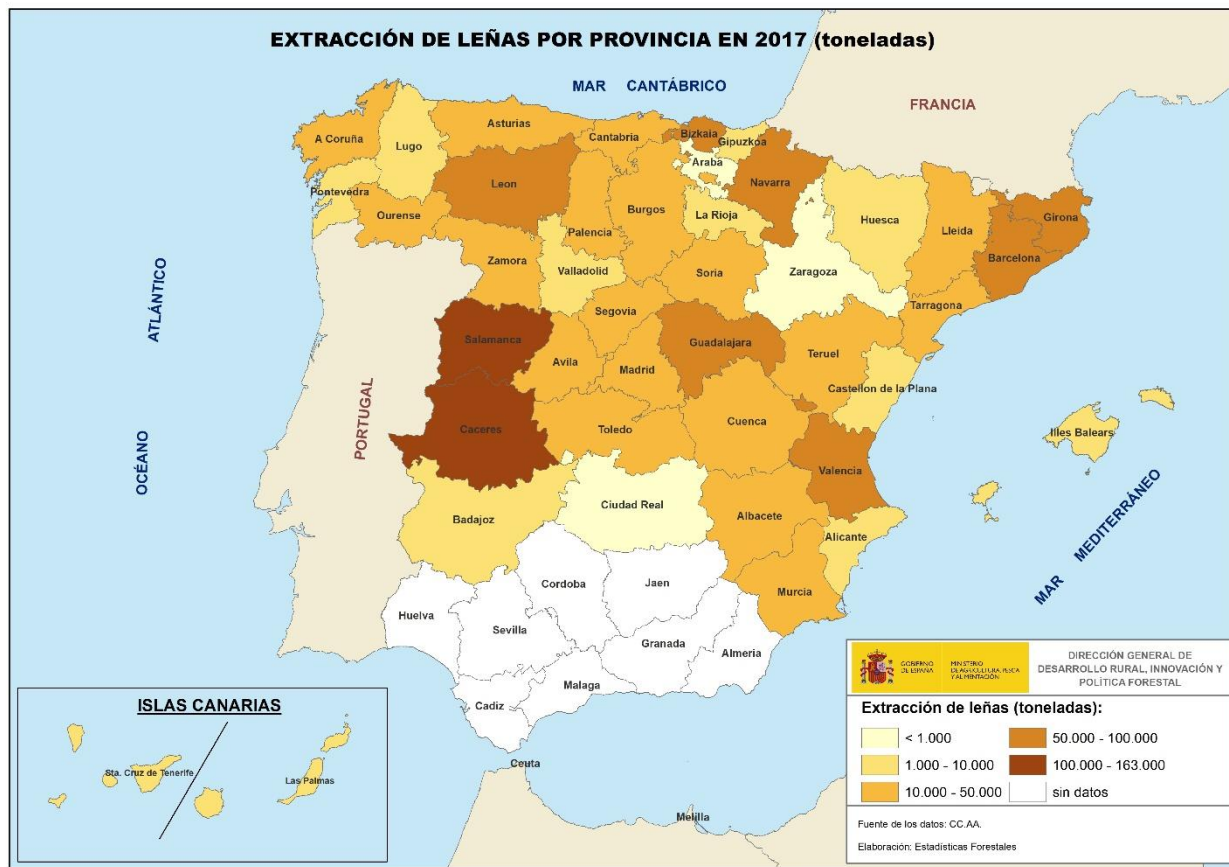 EXTRACCIÓN DE LEÑAS POR PROVINCIA EN 2017 (toneladas)
MAR CANTÁBRICO
FRANCIA
A Coruña
Lugo
Asturias
Cantabria
Bizkaia
Gipuzkoa
Araba
Navarra
Pontevedra
Ourense
Leon
Palencia
Burgos
La Rioja
Huesca
Lleida
Girona
Barcelona
Zamora
Valladolid
Soria
Zaragoza
Tarragona
OCÉANO ATLÁNTICO
PORTUGAL
Salamanca
Segovia
Avila
Madrid
Guadalajara
Teruel
Castellon de la Plana
Caceres
Toledo
Cuenca
Valencia
Illes Balears
MAR MEDITERRÁNEO
Badajoz
Ciudad Real
Albacete
Alicante
Murcia
Huelva
Sevilla
Cordoba
Jaen
Granada
Almeria
Malaga
Cadiz
Ceuta
Melilla
ISLAS CANARIAS
Sta. Cruz de Tenerife
Las Palmas
GOBIERNO
DE ESPAÑA
MINISTERIO
DE AGRICULTURA, PESCA
Y ALIMENTACIÓN
DIRECCIÓN GENERAL DE
DESARROLLO RURAL, INNOVACIÓN Y
POLÍTICA FORESTAL
Extracción de leñas (toneladas):
< 1.000
1.000 - 10.000
10.000 - 50.000
50.000 - 100.000
100.000 - 163.000
sin datos
Fuente de los datos: CC.AA.
Elaboración: Estadísticas Forestales